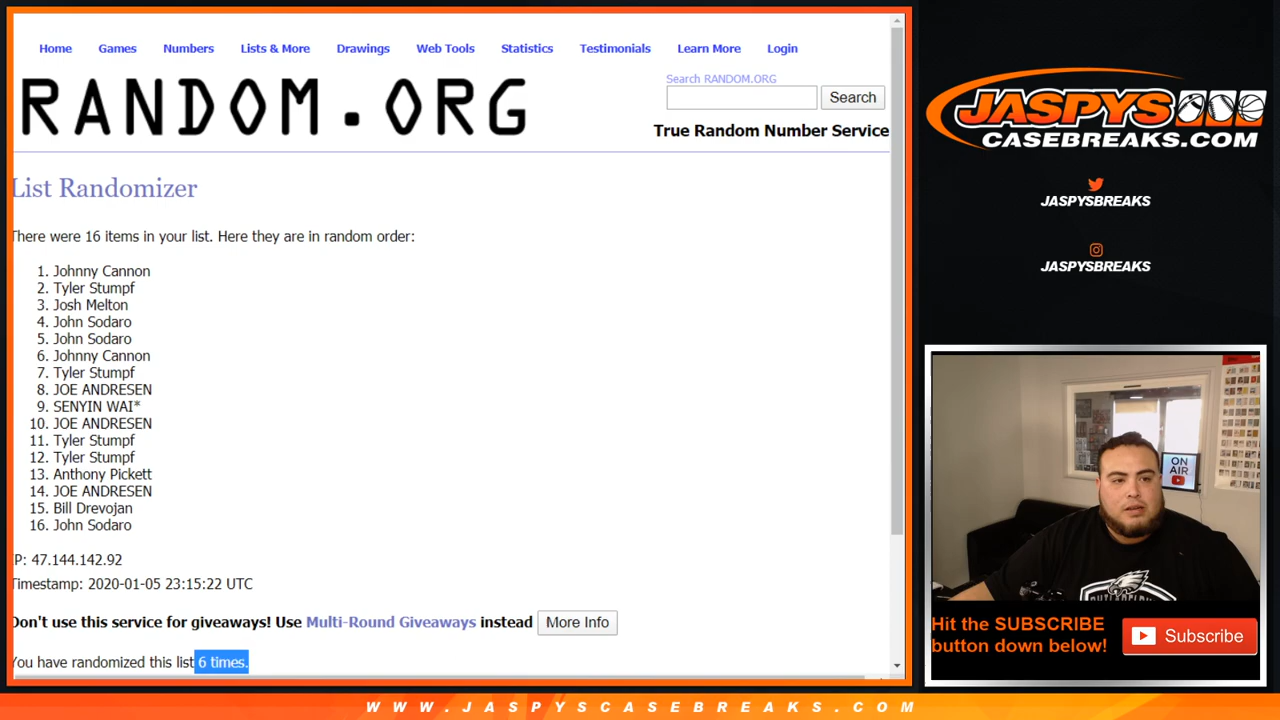 Home Games Numbers Lists & More Drawings Web Tools Statistics Testimonials Learn More Login
Search RANDOM.ORG
RANDOM.ORG
Search
True Random Number Service
List Randomizer
There were 16 items in your list. Here they are in random order:
1. Johnny Cannon
2. Tyler Stumpf
3. Josh Melton
4. John Sodaro
5. John Sodaro
6. Johnny Cannon
7. Tyler Stumpf
8. JOE ANDRESEN
9. SENYIN WAI*
10. JOE ANDRESEN
11. Tyler Stumpf
12. Tyler Stumpf
13. Anthony Pickett
14. JOE ANDRESEN
15. Bill Drevojan
16. John Sodaro
IP: 47.144.142.92
Timestamp: 2020-01-05 23:15:22 UTC
Don't use this service for giveaways! Use Multi-Round Giveaways instead More Info
You have randomized this list 6 times.
JASPYS
CASEBREAKS.COM
JASPYSBREAKS
JASPYSBREAKS
ON
AIR
Hit the SUBSCRIBE
button down below!
Subscribe
WWW.JASPYSCASEBREAKS.COM